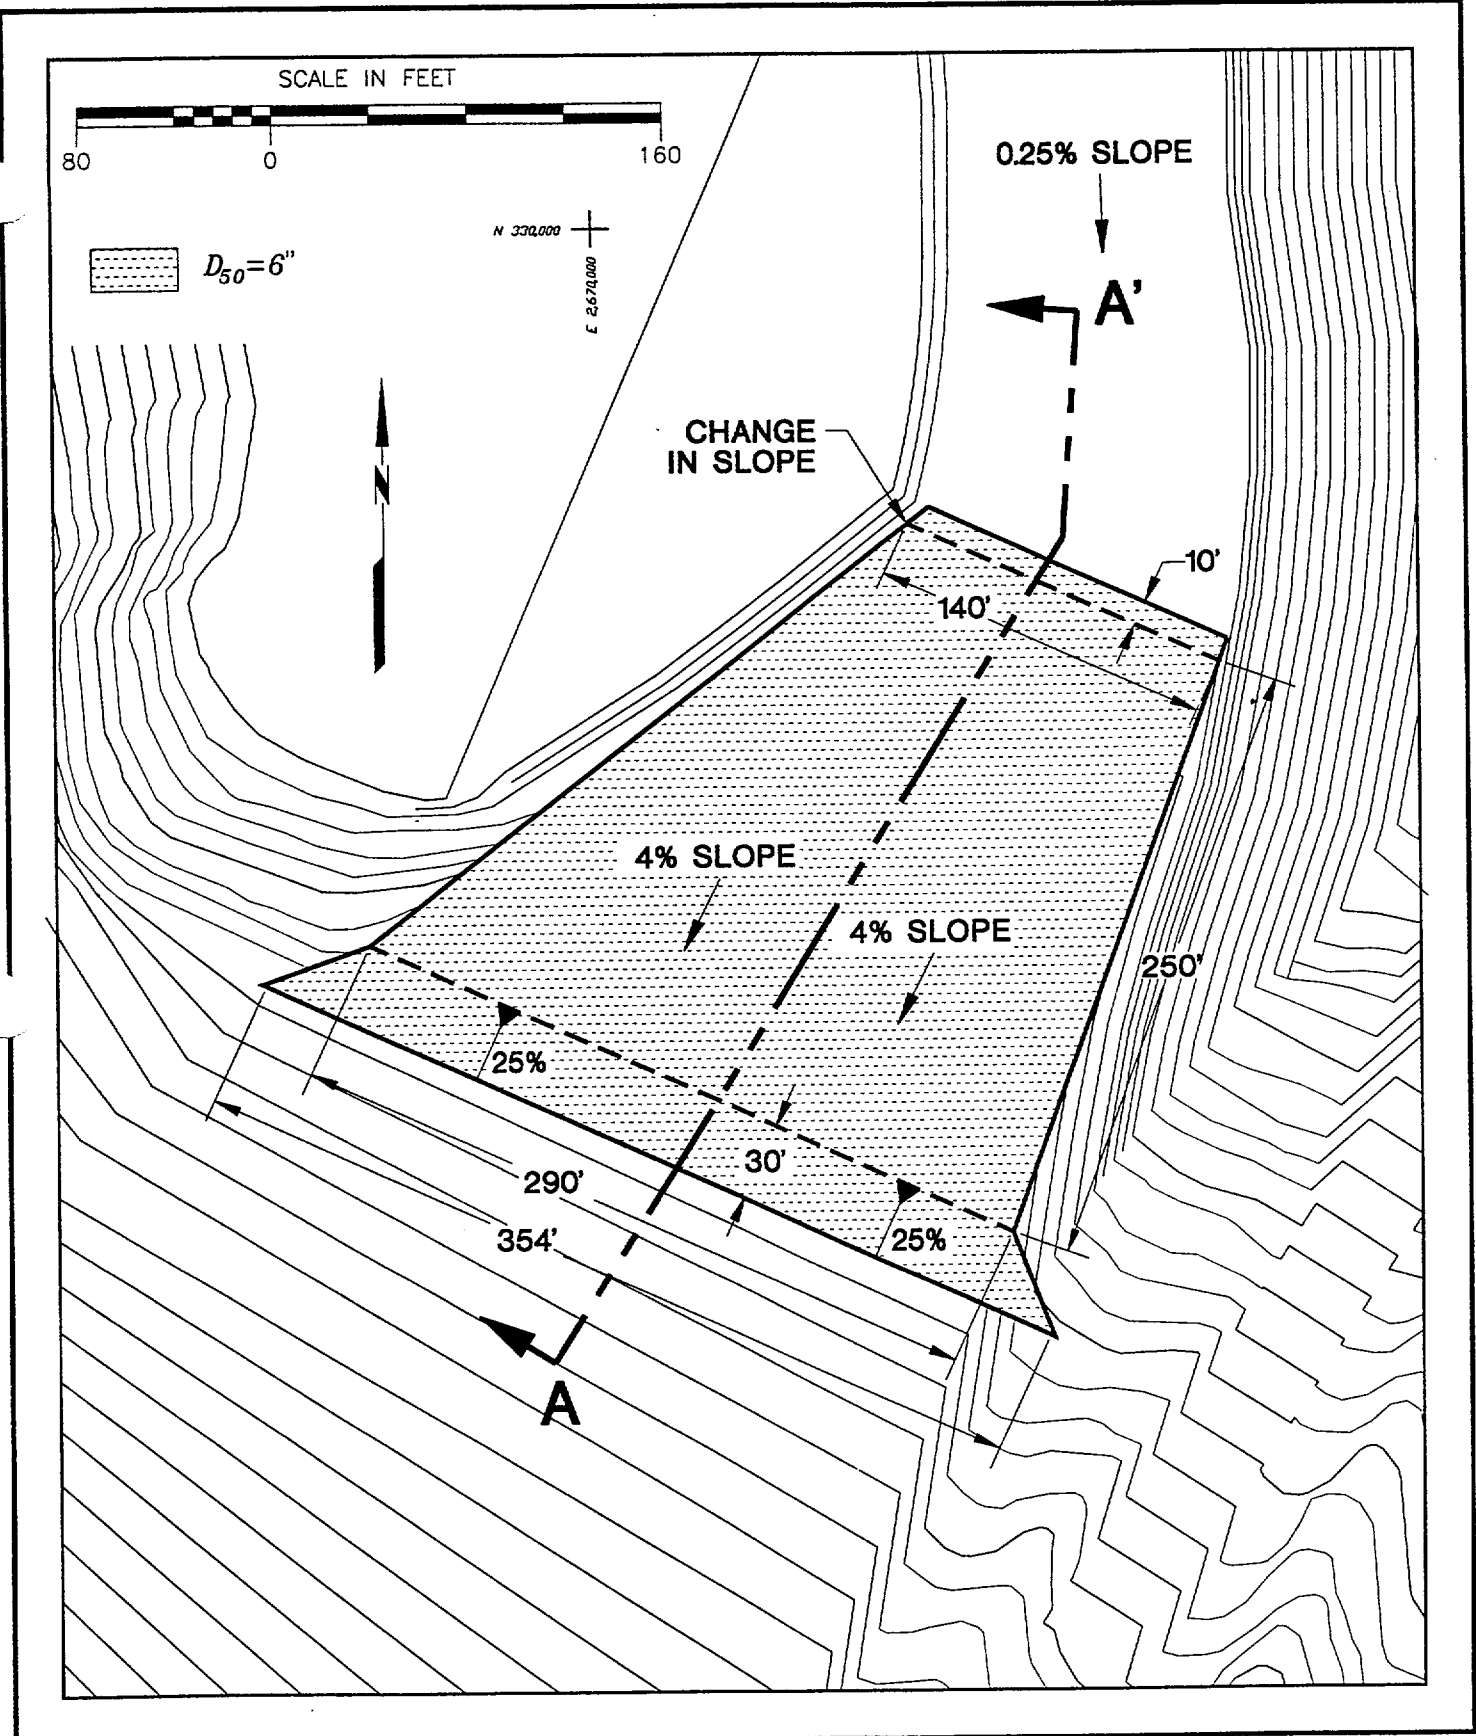 SCALE IN FEET
80 0 160
D50=6"
N 330,000
E 2,670,000
N
0.25% SLOPE
A'
CHANGE
IN SLOPE
10'
140'
4% SLOPE
4% SLOPE
250'
25%
30'
290'
25%
354'
A